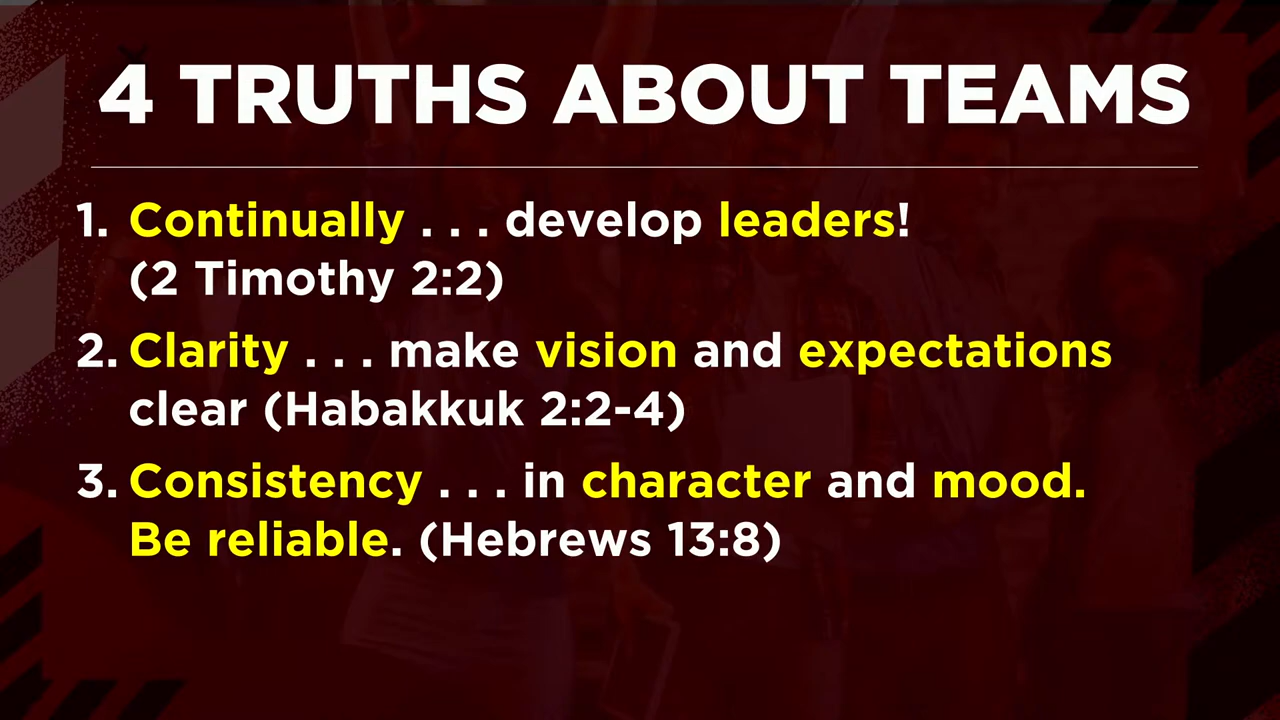 4 TRUTHS ABOUT TEAMS
1. Continually . . . develop leaders!
(2 Timothy 2:2)
2. Clarity . . . make vision and expectations
clear (Habakkuk 2:2-4)
3. Consistency . . . in character and mood.
Be reliable. (Hebrews 13:8)